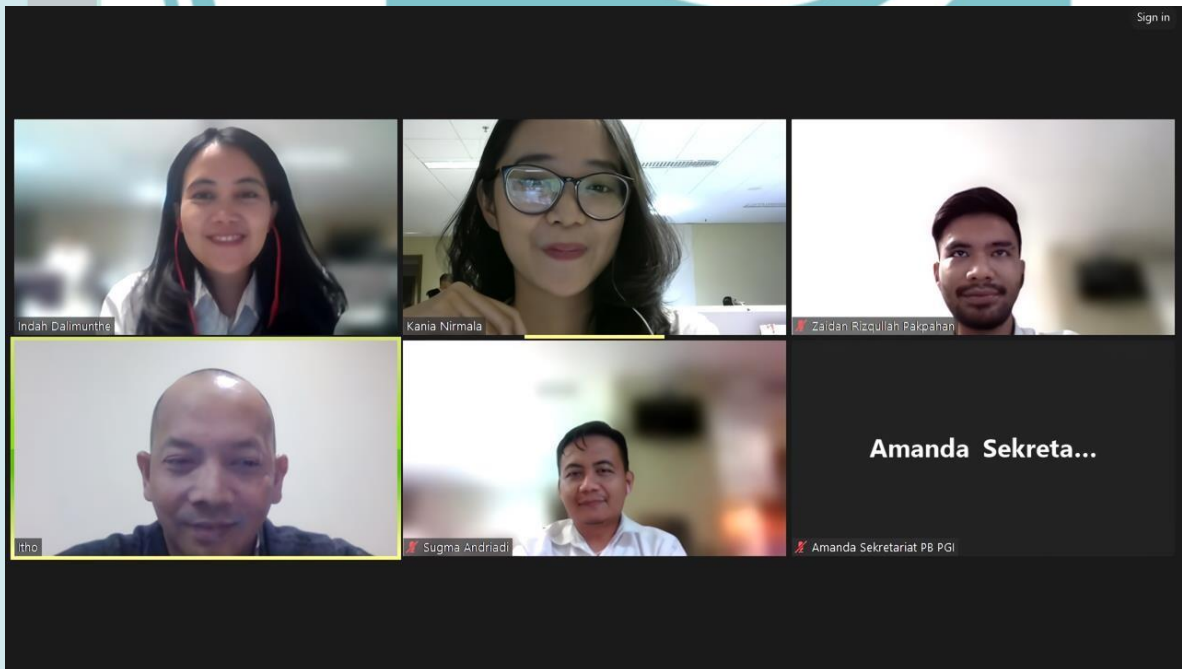 Sign in
Indah Dalimunthe
Kania Nirmala
Zaidan Rizqullah Pakpahan
Itho
Sugma Andriadi
Amanda Sekreta...
Amanda Sekretariat PB PGI